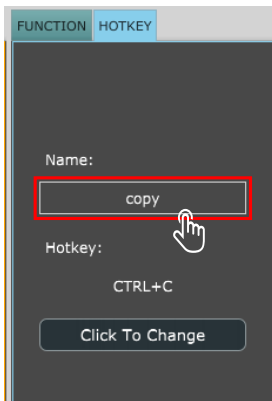 FUNCTION HOTKEY
Name:
copy
Hotkey:
CTRL+C
Click To Change